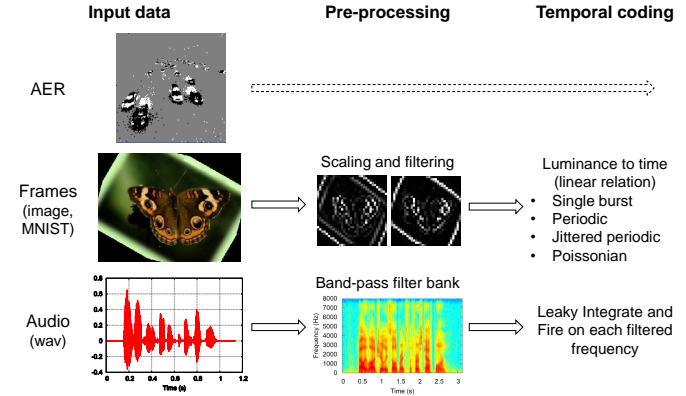 Input data
Pre-processing
Temporal coding
AER
Frames
(image,
MNIST)
Scaling and filtering
Luminance to time
(linear relation)
• Single burst
• Periodic
• Jittered periodic
• Poissonian
Audio
(wav)
0.8
0.6
0.4
0.2
0
-0.2
-0.4
0 0.2 0.4 0.6 0.8 1 1.2
Time (s)
Band-pass filter bank
Frequency (Hz)
8000
7000
6000
5000
4000
3000
2000
1000
0
0 0.5 1 1.5 2 2.5 3
Time (s)
Leaky Integrate and
Fire on each filtered
frequency